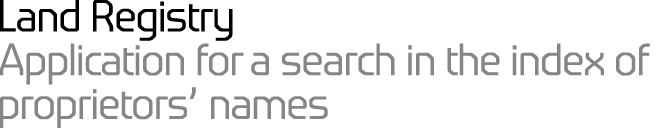 Land Registry
Application for a search in the index of
proprietors’ names